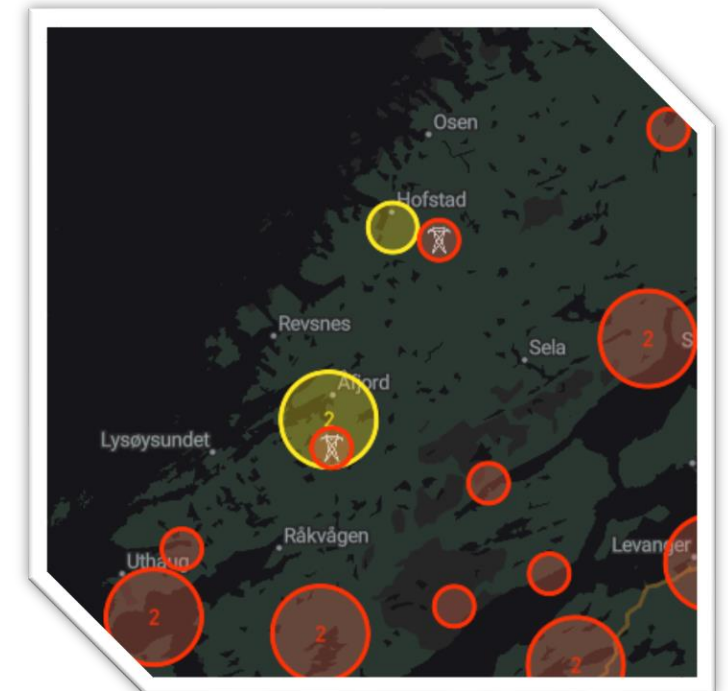 Osen
Hofstad
Revsnes
2
S
Sela
Åfjord
2
Lysøysundet
Råkvågen
Levanger
Uthaug
2
2
2